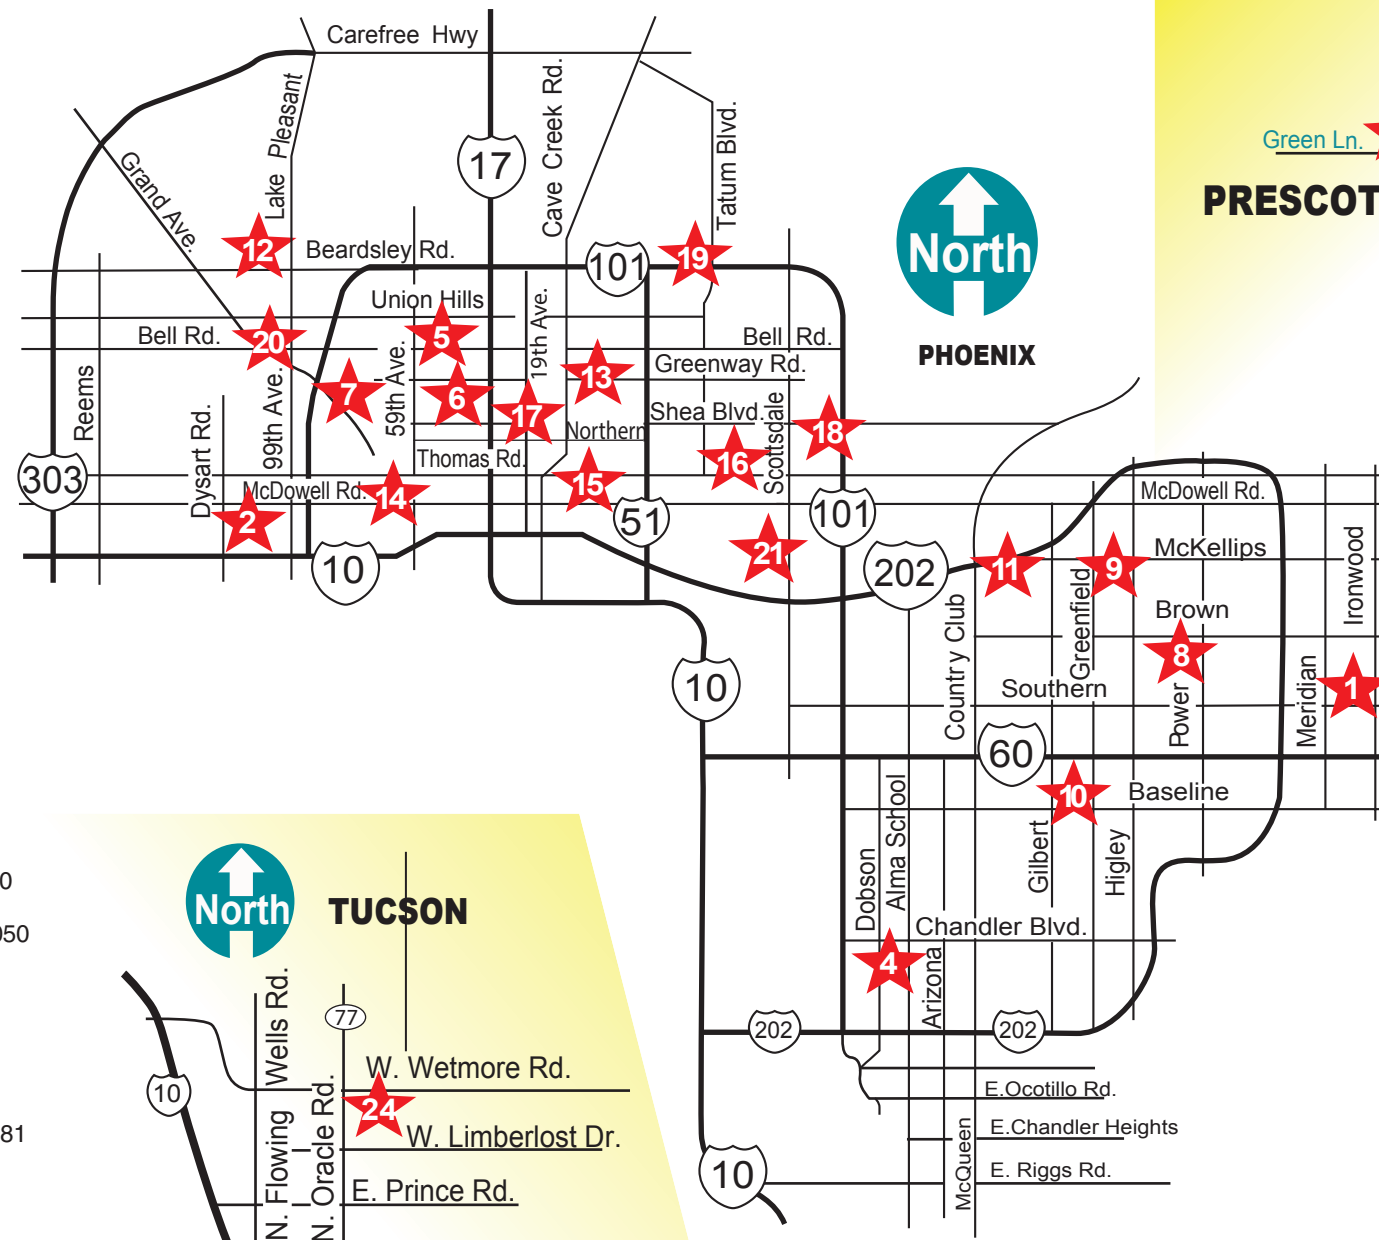 Carefree Hwy
Lake Pleasant
Grand Ave.
17
Cave Creek Rd.
Tatum Blvd.
Green Ln.
PRESCOT
North
PHOENIX
12
Beardsley Rd.
101
19
Union Hills
Bell Rd.
20
5
19th Ave.
Bell Rd.
Greenway Rd.
13
7
59th Ave.
6
17
Reems
Dysart Rd.
99th Ave.
Shea Blvd.
Northern
Scottsdale
18
Thomas Rd.
16
303
McDowell Rd.
14
15
2
51
101
McDowell Rd.
10
21
202
11
9
McKellips
Ironwood
Country Club
Greenfield
Brown
8
Southern
Power
Meridian
1
10
60
10
Baseline
Dobson
Alma School
Gilbert
Higley
Chandler Blvd.
4
Arizona
202
202
E.Ocotillo Rd.
E.Chandler Heights
McQueen
E. Riggs Rd.
10
0
050
81
North
TUCSON
N. Flowing Wells Rd.
77
10
N. Oracle Rd.
W. Wetmore Rd.
24
W. Limberlost Dr.
E. Prince Rd.